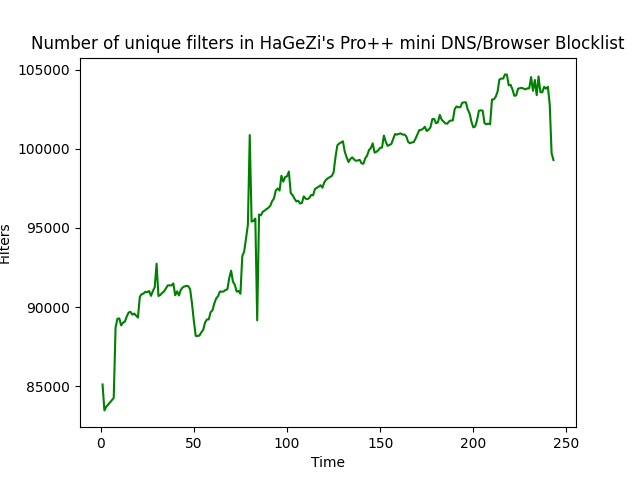 Number of unique filters in HaGeZi's Pro++ mini DNS/Browser Blocklist
105000
100000
95000
90000
85000
Filters
0 50 100 150 200 250
Time